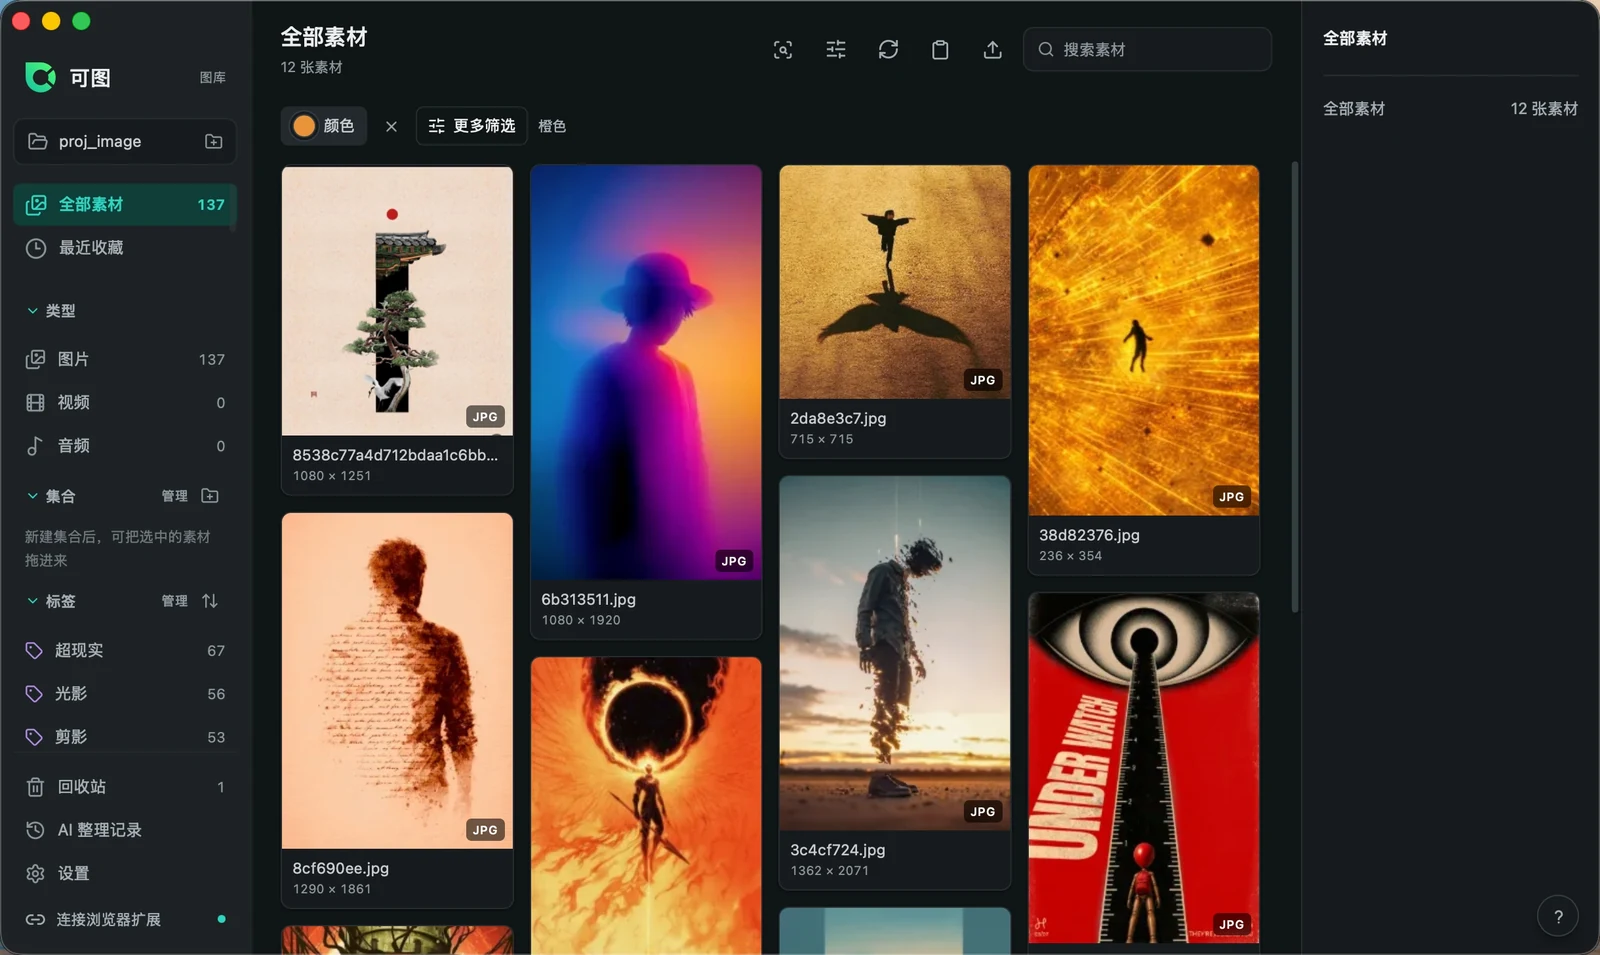 可图
图库
proj_image
全部素材 137
最近收藏
类型
图片 137
视频 0
音频 0
集合 管理
新建集合后，可把选中的素材
拖进来
标签 管理
超现实 67
光影 56
剪影 53
回收站 1
AI 整理记录
设置
连接浏览器扩展
全部素材
12 张素材
搜索素材
颜色
更多筛选
橙色
JPG
8538c77a4d712bdaa1c6bb...
1080 × 1251
JPG
8cf690ee.jpg
1290 × 1861
JPG
6b313511.jpg
1080 × 1920
JPG
2da8e3c7.jpg
715 × 715
JPG
3c4cf724.jpg
1362 × 2071
JPG
38d82376.jpg
236 × 354
UNDER WATCH
JPG
全部素材
全部素材 12 张素材
?